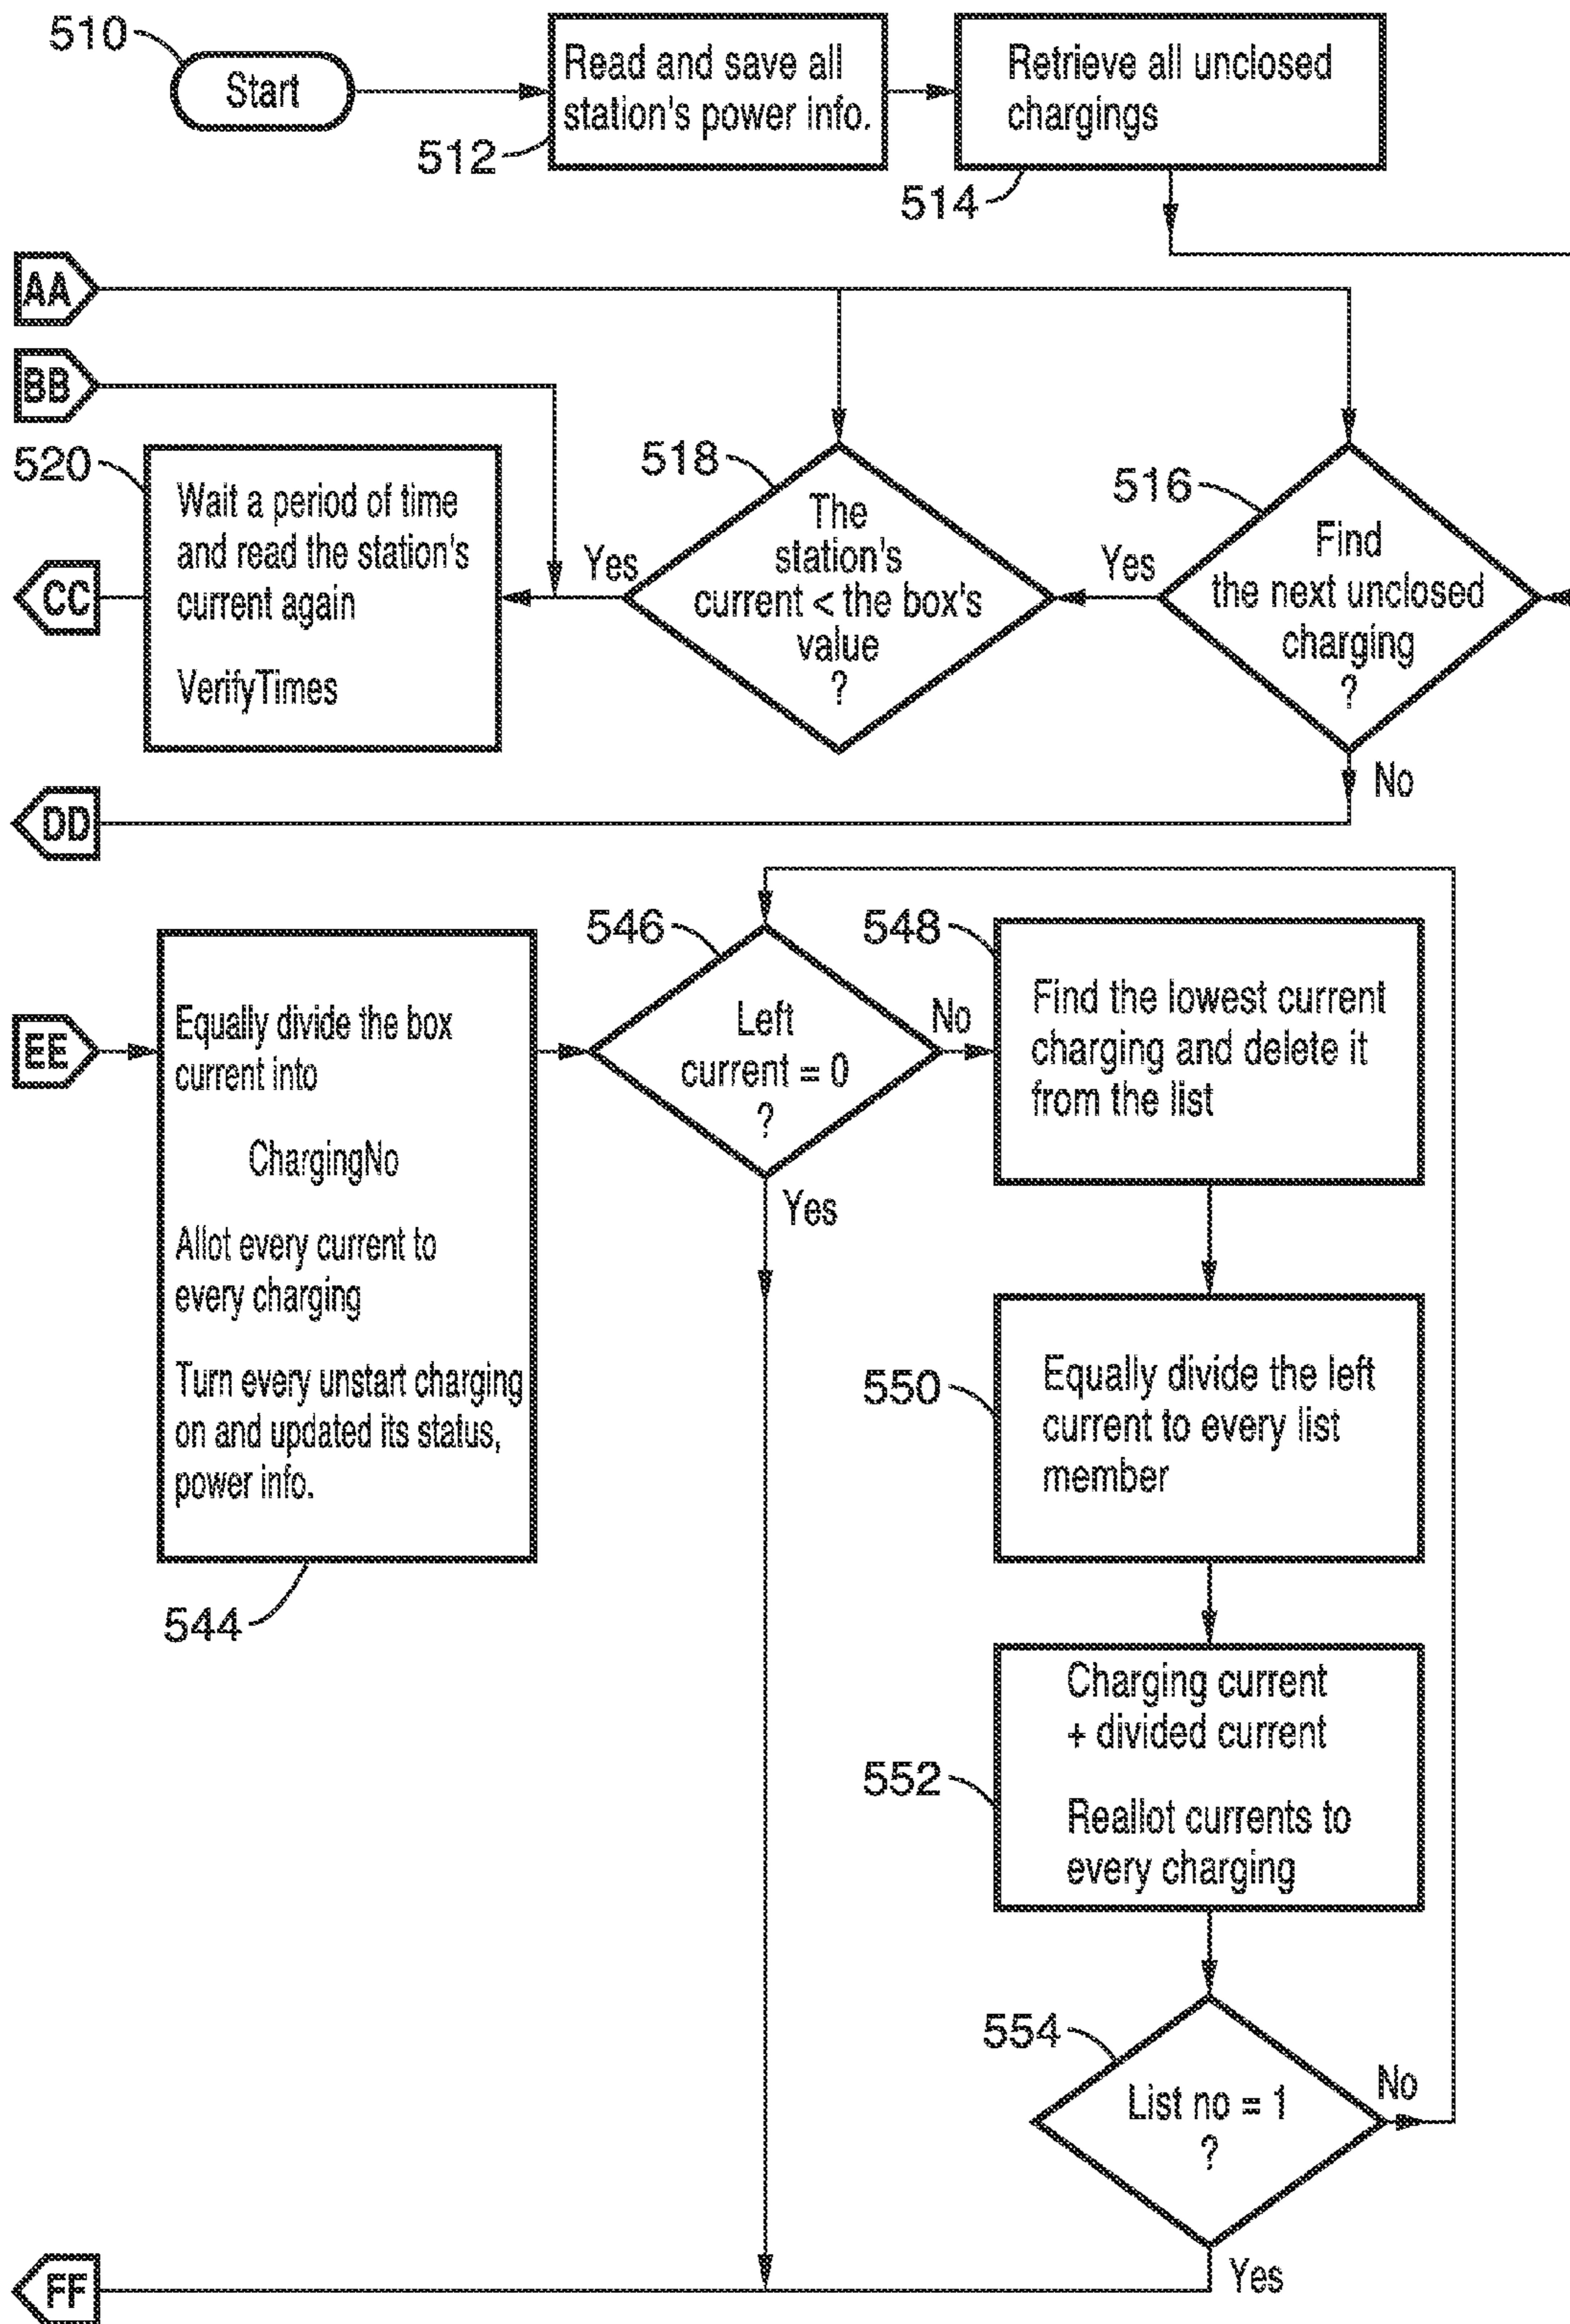 510
Start
Read and save all
station's power info.
512
Retrieve all unclosed
chargings
514
AA
BB
520
Wait a period of time
and read the station's
current again
VerifyTimes
CC
518
The
station's
current < the box's
value
?
Yes
516
Find
the next unclosed
charging
?
Yes
No
DD
EE
Equally divide the box
current into
ChargingNo
Allot every current to
every charging
Turn every unstart charging
on and updated its status,
power info.
544
546
Left
current = 0
?
No
Yes
548
Find the lowest current
charging and delete it
from the list
550
Equally divide the left
current to every list
member
552
Charging current
+ divided current
Reallot currents to
every charging
554
List no = 1
?
No
Yes
FF